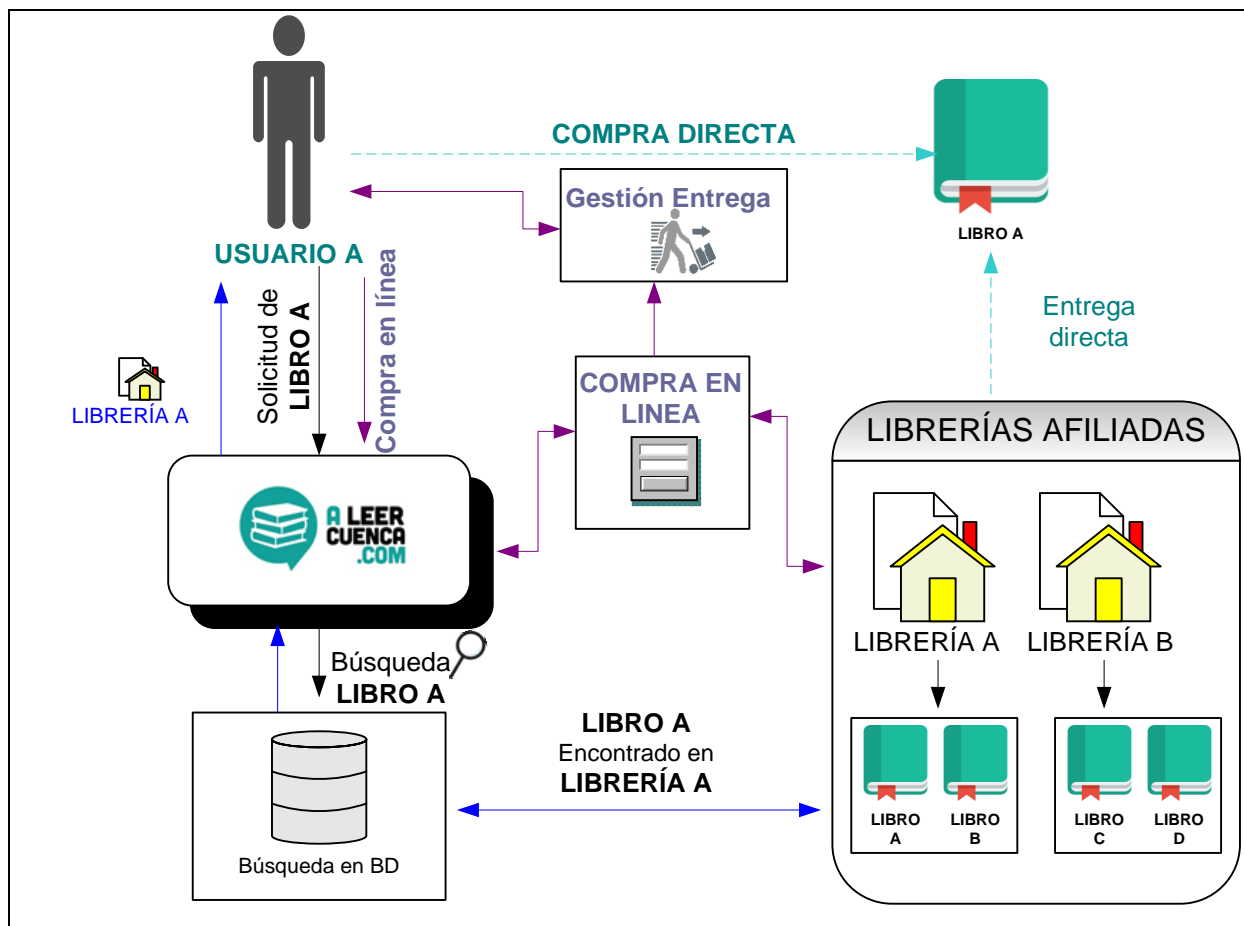 COMPRA DIRECTA
Gestión Entrega
USUARIO A
LIBRO A
Solicitud de
LIBRO A
Compra en línea
LIBRERÍA A
Entrega
directa
COMPRA EN
LINEA
LIBRERÍAS AFILIADAS
A LEER
CUENCA
.COM
LIBRERÍA A
LIBRERÍA B
Búsqueda
LIBRO A
LIBRO A
Encontrado en
LIBRERÍA A
Búsqueda en BD
LIBRO
A
LIBRO
B
LIBRO
C
LIBRO
D